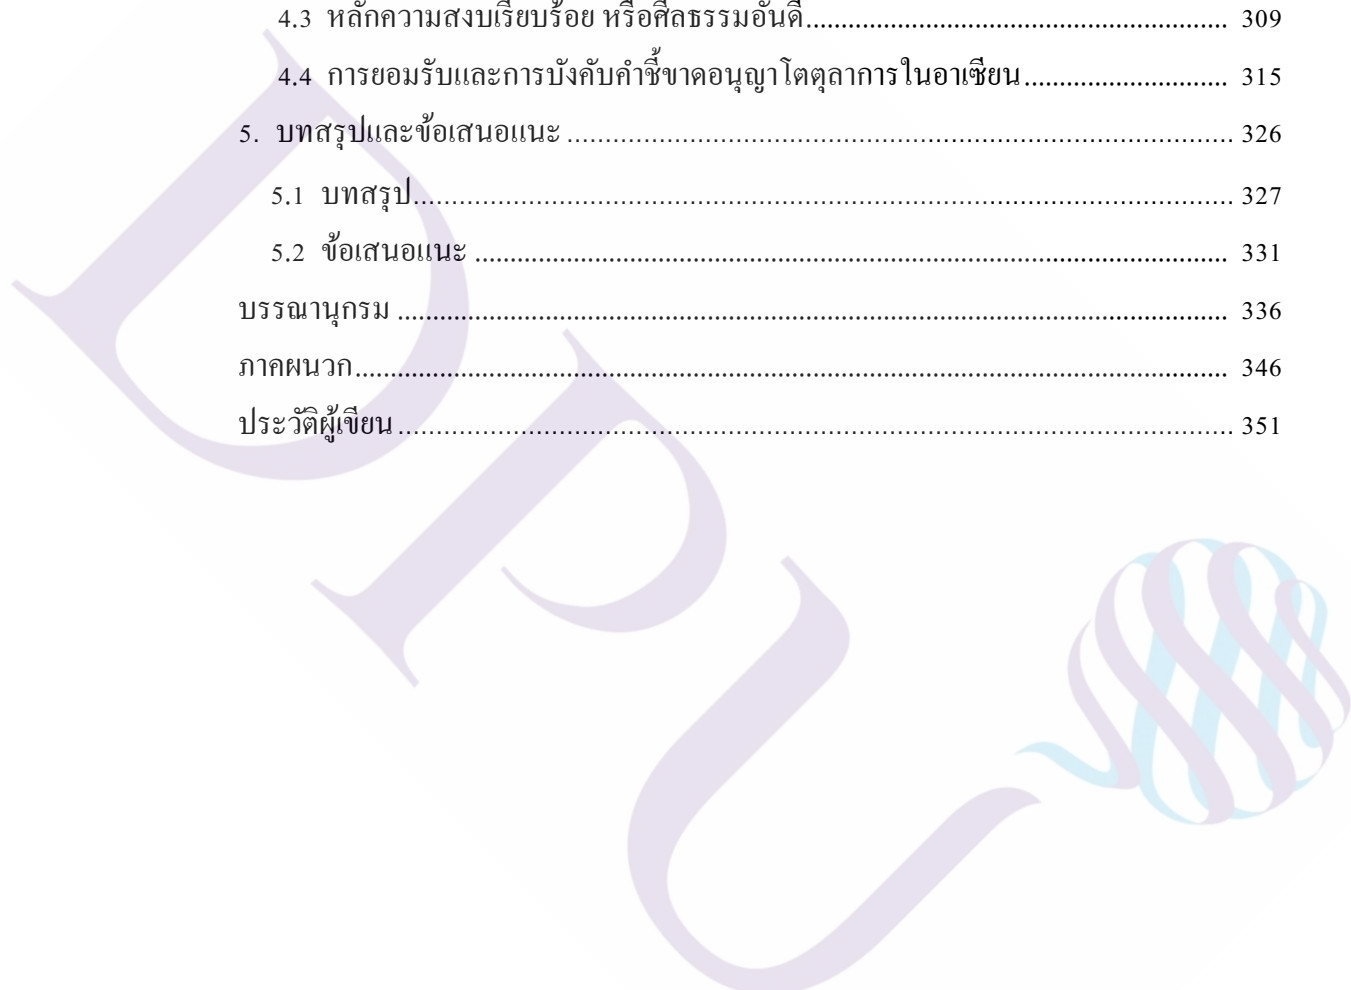 4.3 หลักความสงบเรียบร้อย หรือศีลธรรมอันดี........................................................................ 309
4.4 การยอมรับและการบังคับคำชี้ขาดอนุญาโตตุลาการในอาเซียน............................. 315
5. บทสรุปและข้อเสนอแนะ......................................................................................... 326
5.1 บทสรุป............................................................................................................. 327
5.2 ข้อเสนอแนะ..................................................................................................... 331
บรรณานุกรม............................................................................................................. 336
ภาคผนวก.................................................................................................................. 346
ประวัติผู้เขียน............................................................................................................ 351
DPU